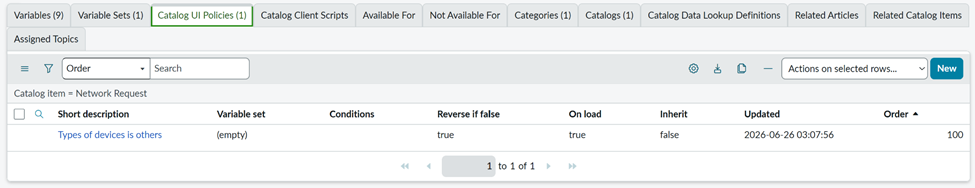 Variables (9) Variable Sets (1) Catalog UI Policies (1) Catalog Client Scripts Available For Not Available For Categories (1) Catalogs (1) Catalog Data Lookup Definitions Related Articles Related Catalog Items
Assigned Topics
Order Search Actions on selected rows... New
Catalog item = Network Request
Short description Variable set Conditions Reverse if false On load Inherit Updated Order
Types of devices is others (empty) true true false 2026-06-26 03:07:56 100
1 to 1 of 1